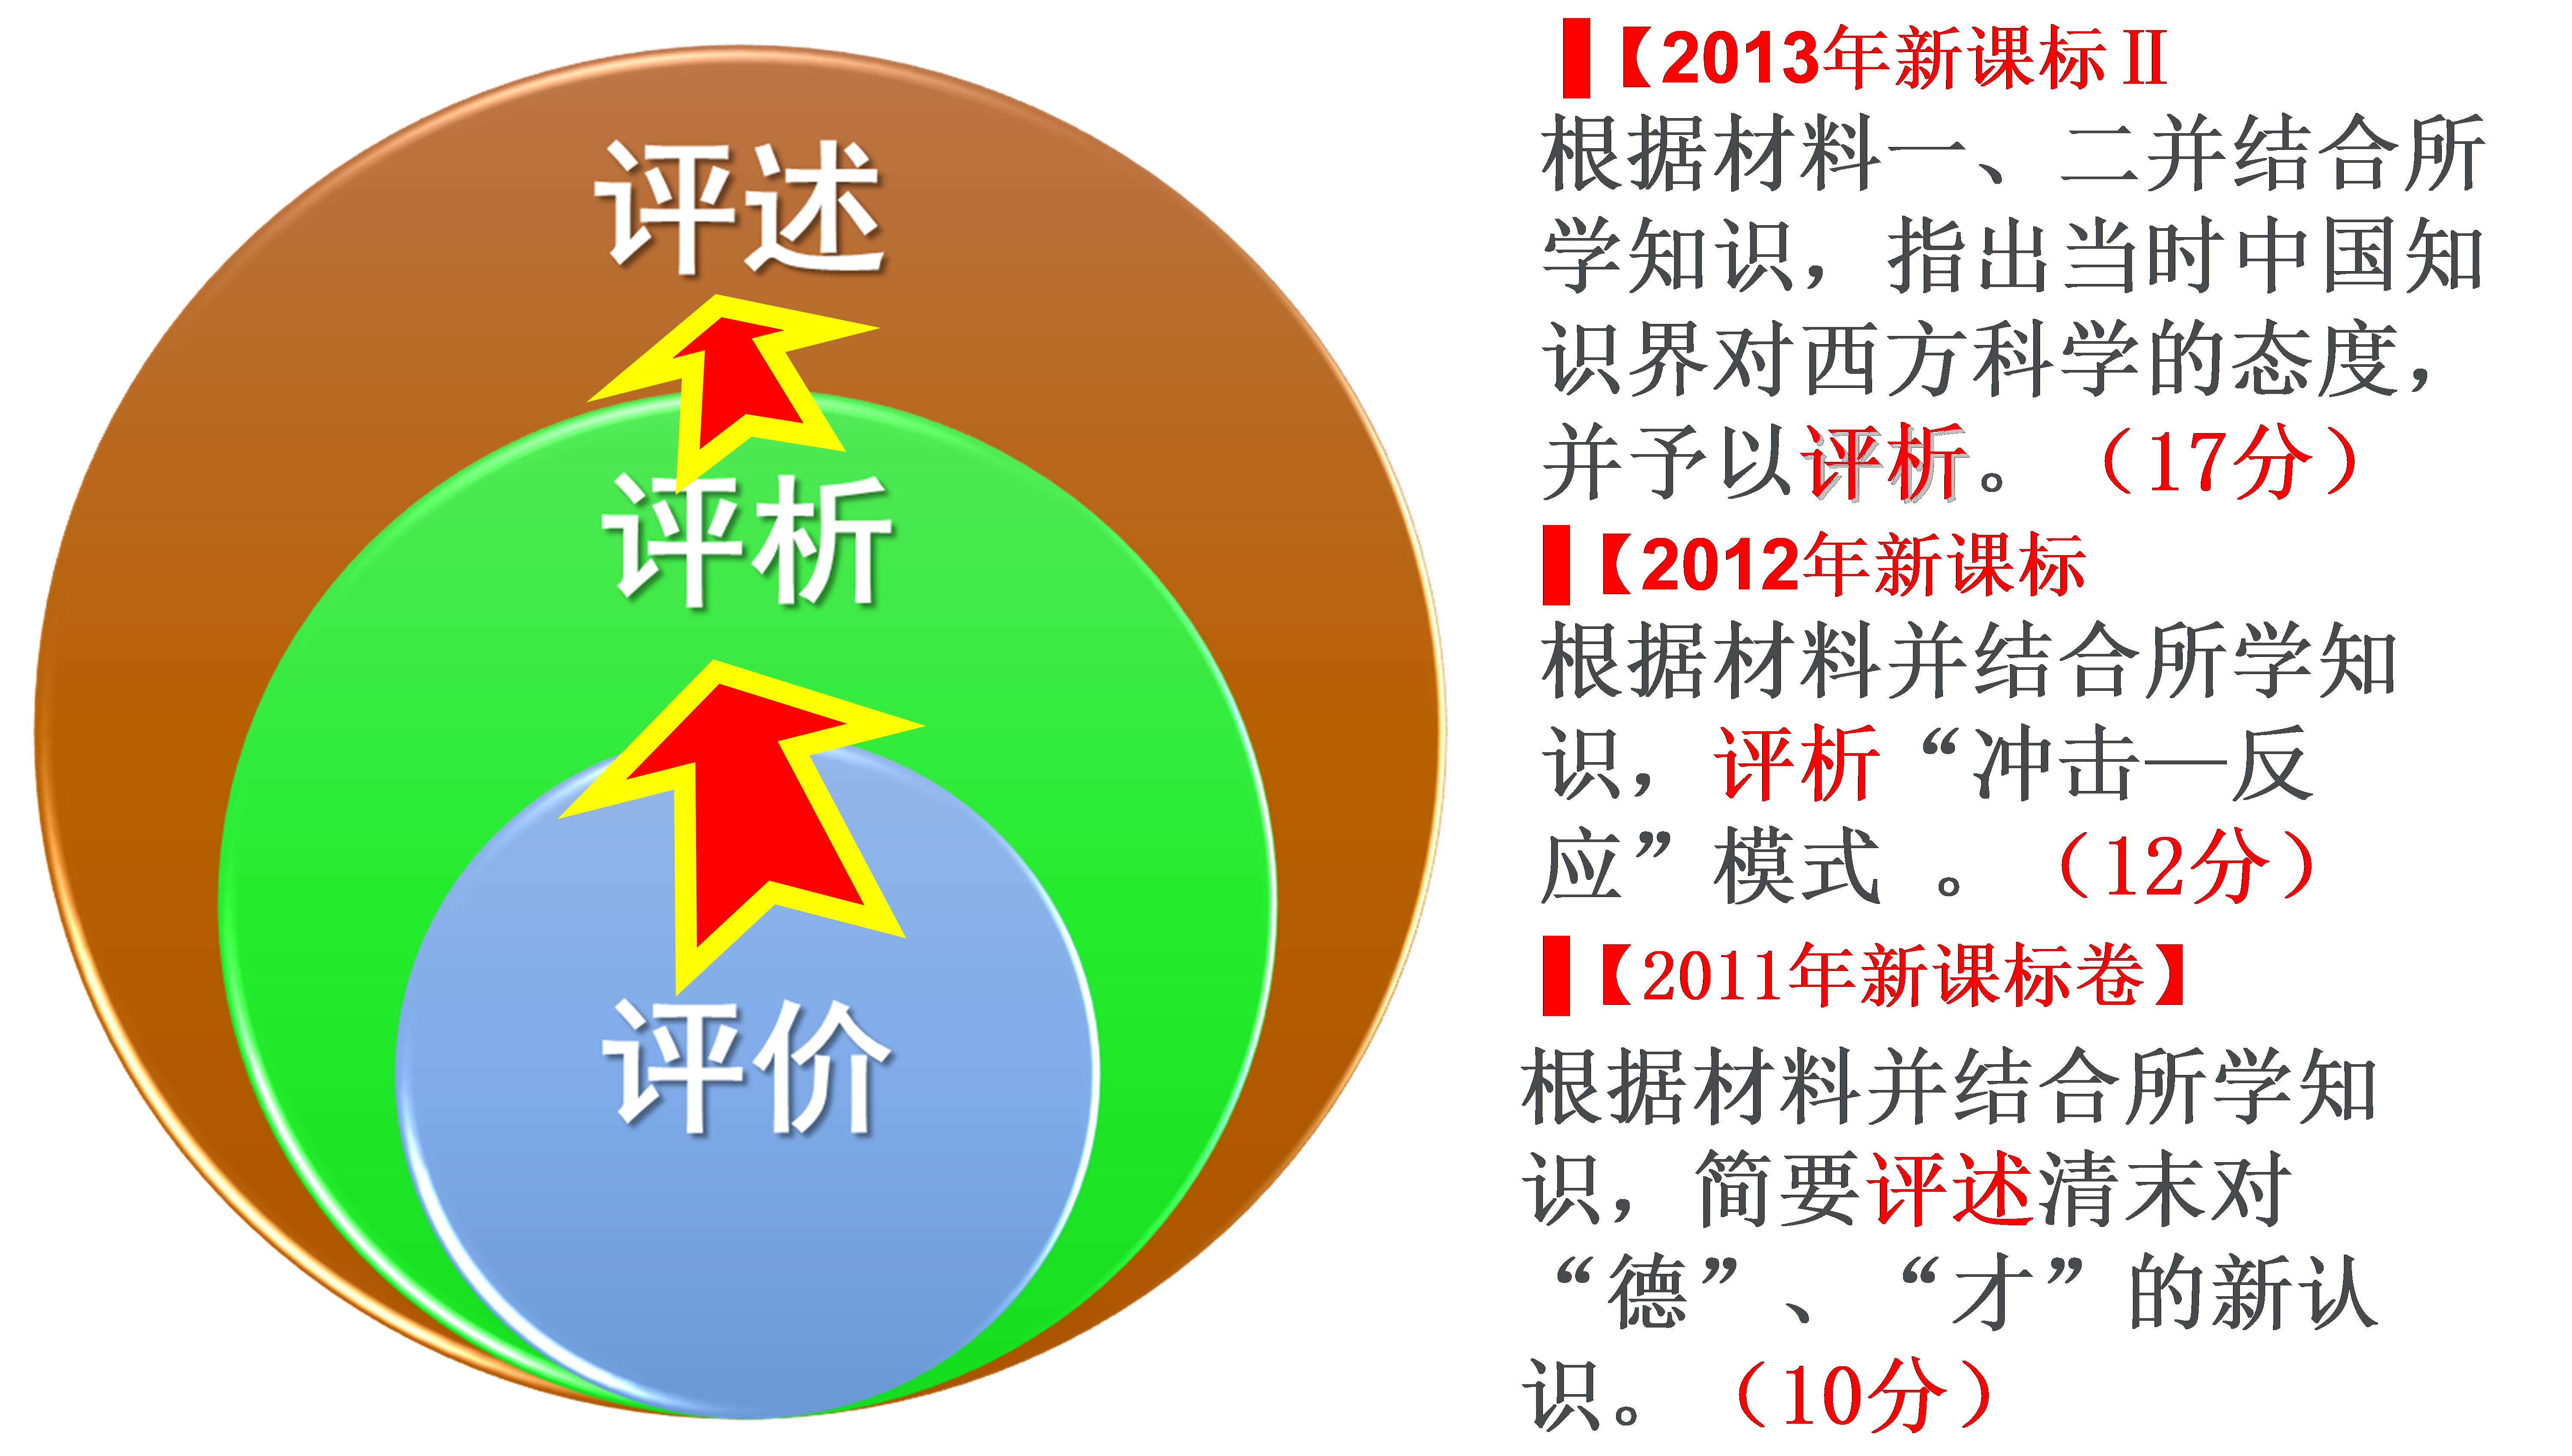 评述
评析
评价
【2013年新课标Ⅱ
根据材料一、二并结合所
学知识，指出当时中国知
识界对西方科学的态度，
并予以评析。（17分）
【2012年新课标
根据材料并结合所学知
识，评析“冲击—反
应”模式 。（12分）
【2011年新课标卷】
根据材料并结合所学知
识，简要评述清末对
“德”、“才”的新认
识。（10分）